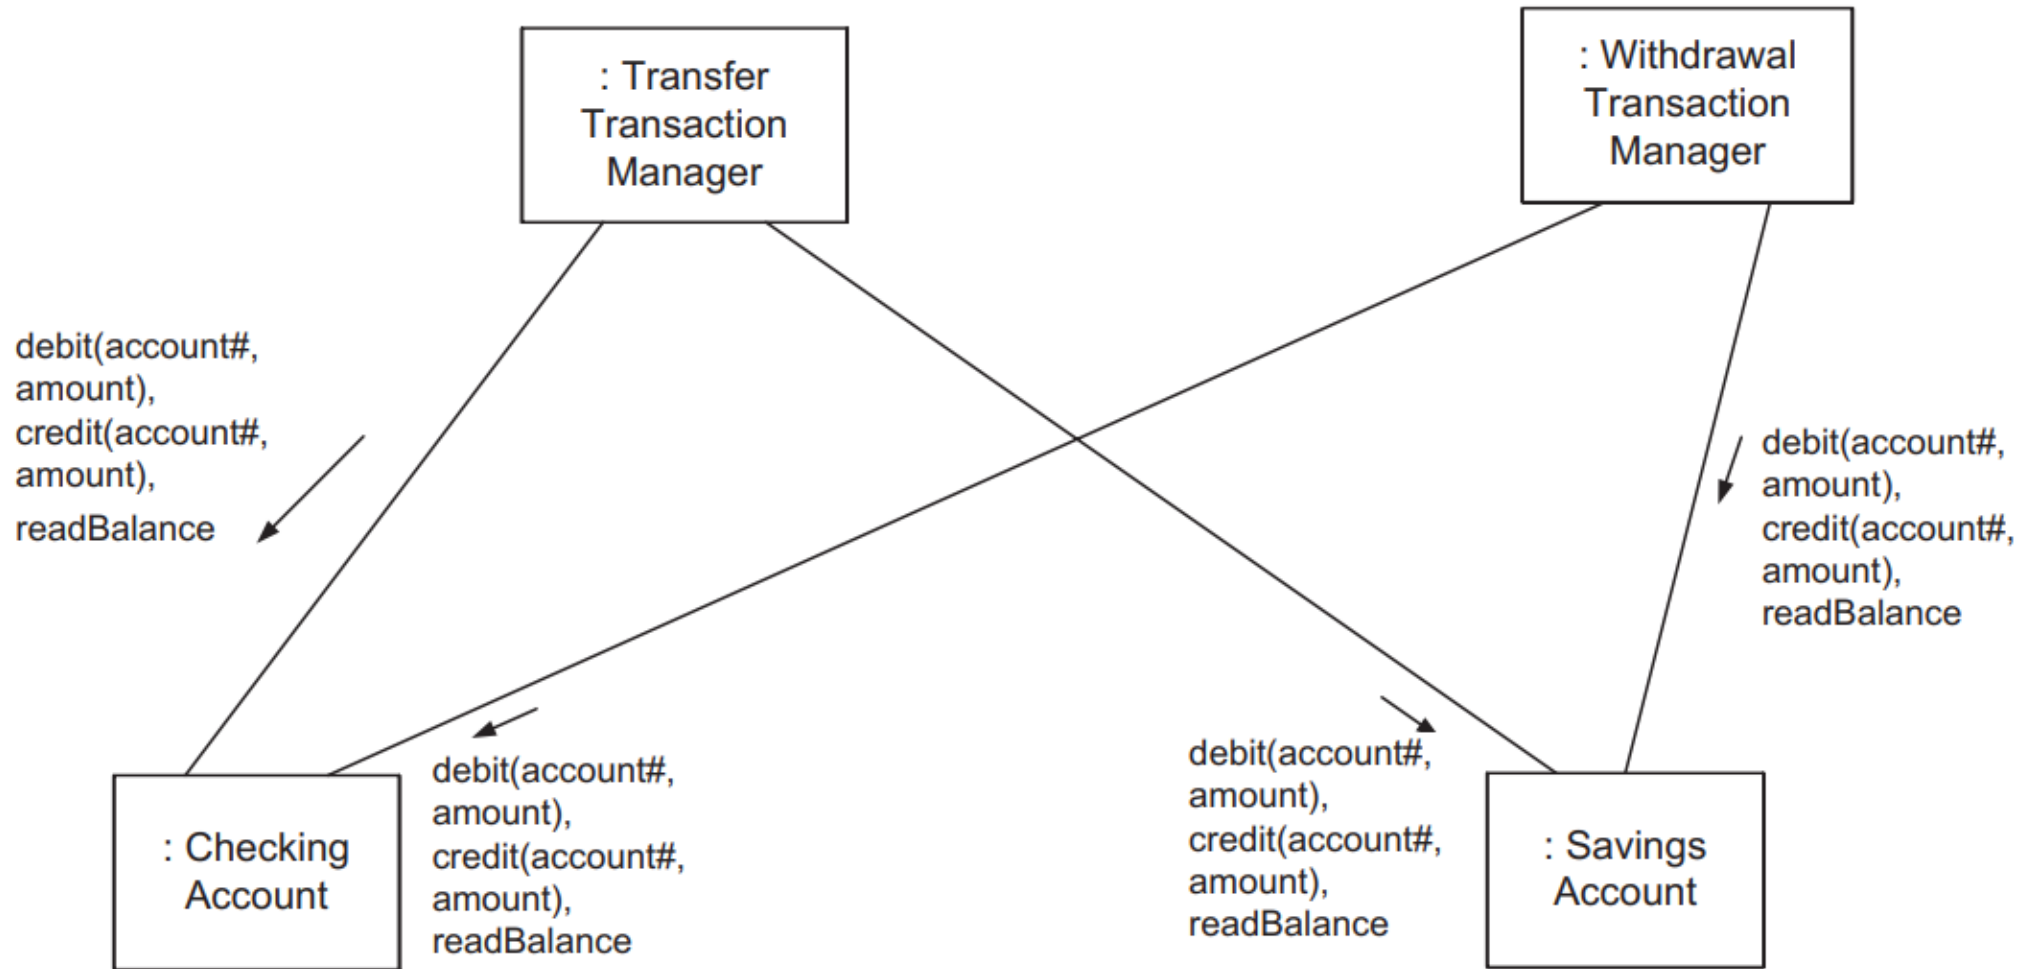 : Transfer
Transaction
Manager
: Withdrawal
Transaction
Manager
debit(account#,
amount),
credit(account#,
amount),
readBalance
debit(account#,
amount),
credit(account#,
amount),
readBalance
debit(account#,
amount),
credit(account#,
amount),
readBalance
debit(account#,
amount),
credit(account#,
amount),
readBalance
: Checking
Account
: Savings
Account